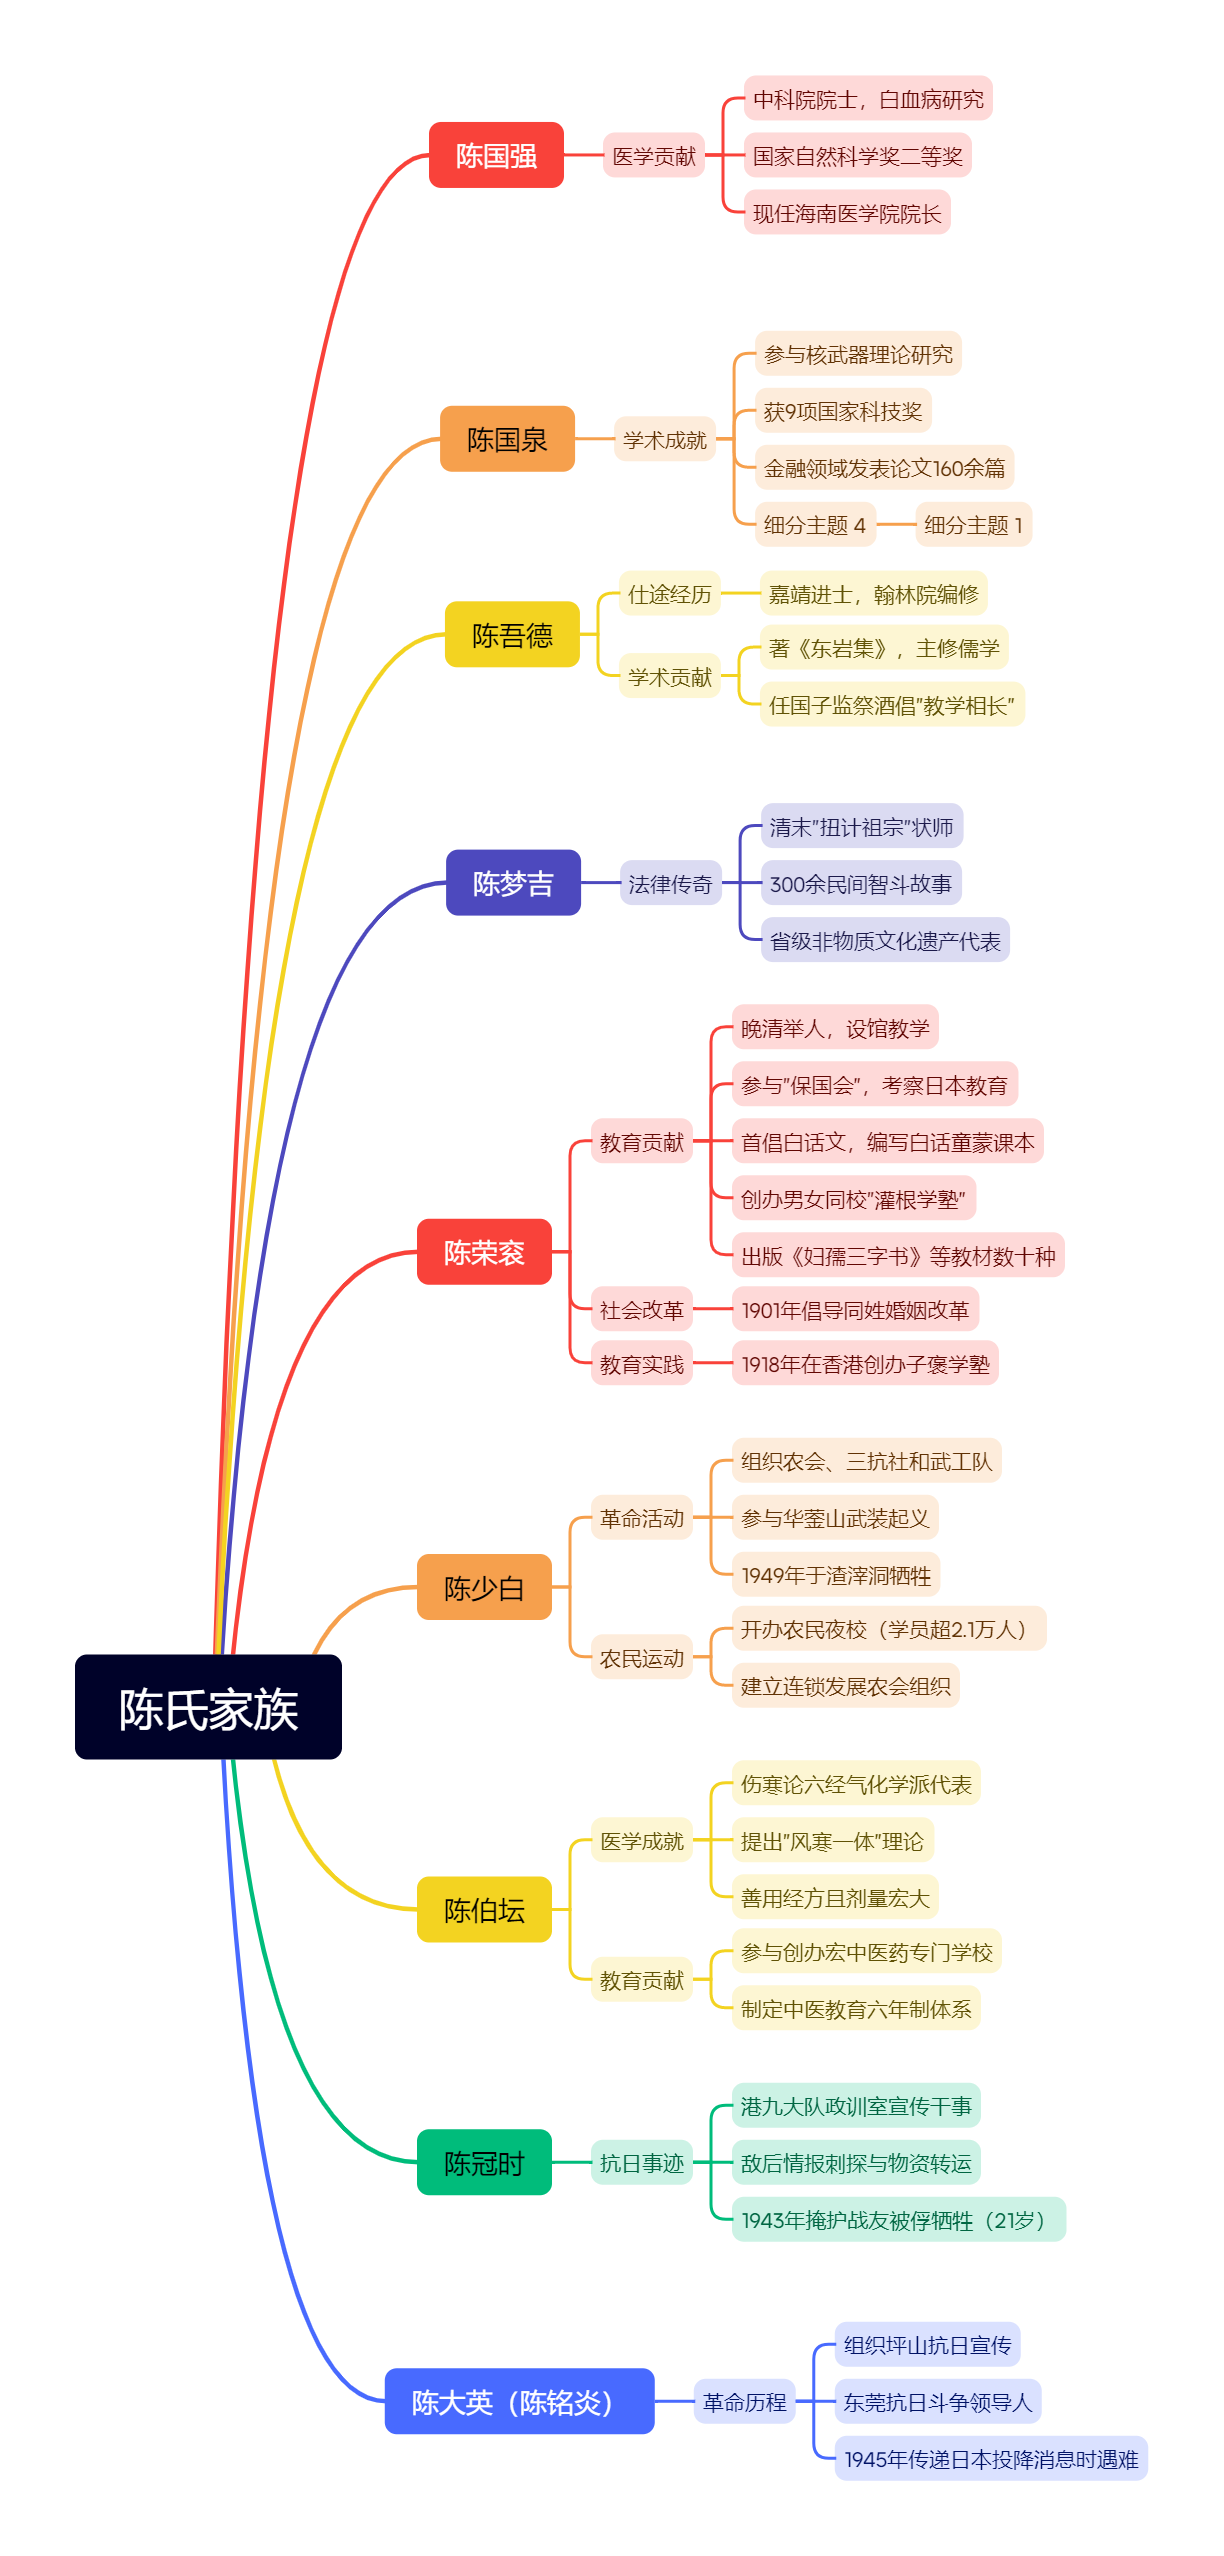 陈氏家族
陈国强
医学贡献
中科院院士，白血病研究
国家自然科学奖二等奖
现任海南医学院院长
陈国泉
学术成就
参与核武器理论研究
获9项国家科技奖
金融领域发表论文160余篇
细分主题 4
细分主题 1
陈吾德
仕途经历
嘉靖进士，翰林院编修
学术贡献
著《东岩集》，主修儒学
任国子监祭酒倡"教学相长"
陈梦吉
法律传奇
清末"扭计祖宗"状师
300余民间智斗故事
省级非物质文化遗产代表
陈荣衮
教育贡献
晚清举人，设馆教学
参与"保国会"，考察日本教育
首倡白话文，编写白话童蒙课本
创办男女同校"灌根学塾"
出版《妇孺三字书》等教材数十种
社会改革
1901年倡导同姓婚姻改革
教育实践
1918年在香港创办子褒学塾
陈少白
革命活动
组织农会、三抗社和武工队
参与华蓥山武装起义
1949年于渣滓洞牺牲
农民运动
开办农民夜校（学员超2.1万人）
建立连锁发展农会组织
陈伯坛
医学成就
伤寒论六经气化学派代表
提出"风寒一体"理论
善用经方且剂量宏大
教育贡献
参与创办宏中医药专门学校
制定中医教育六年制体系
陈冠时
抗日事迹
港九大队政训室宣传干事
敌后情报刺探与物资转运
1943年掩护战友被俘牺牲（21岁）
陈大英（陈铭炎）
革命历程
组织坪山抗日宣传
东莞抗日斗争领导人
1945年传递日本投降消息时遇难